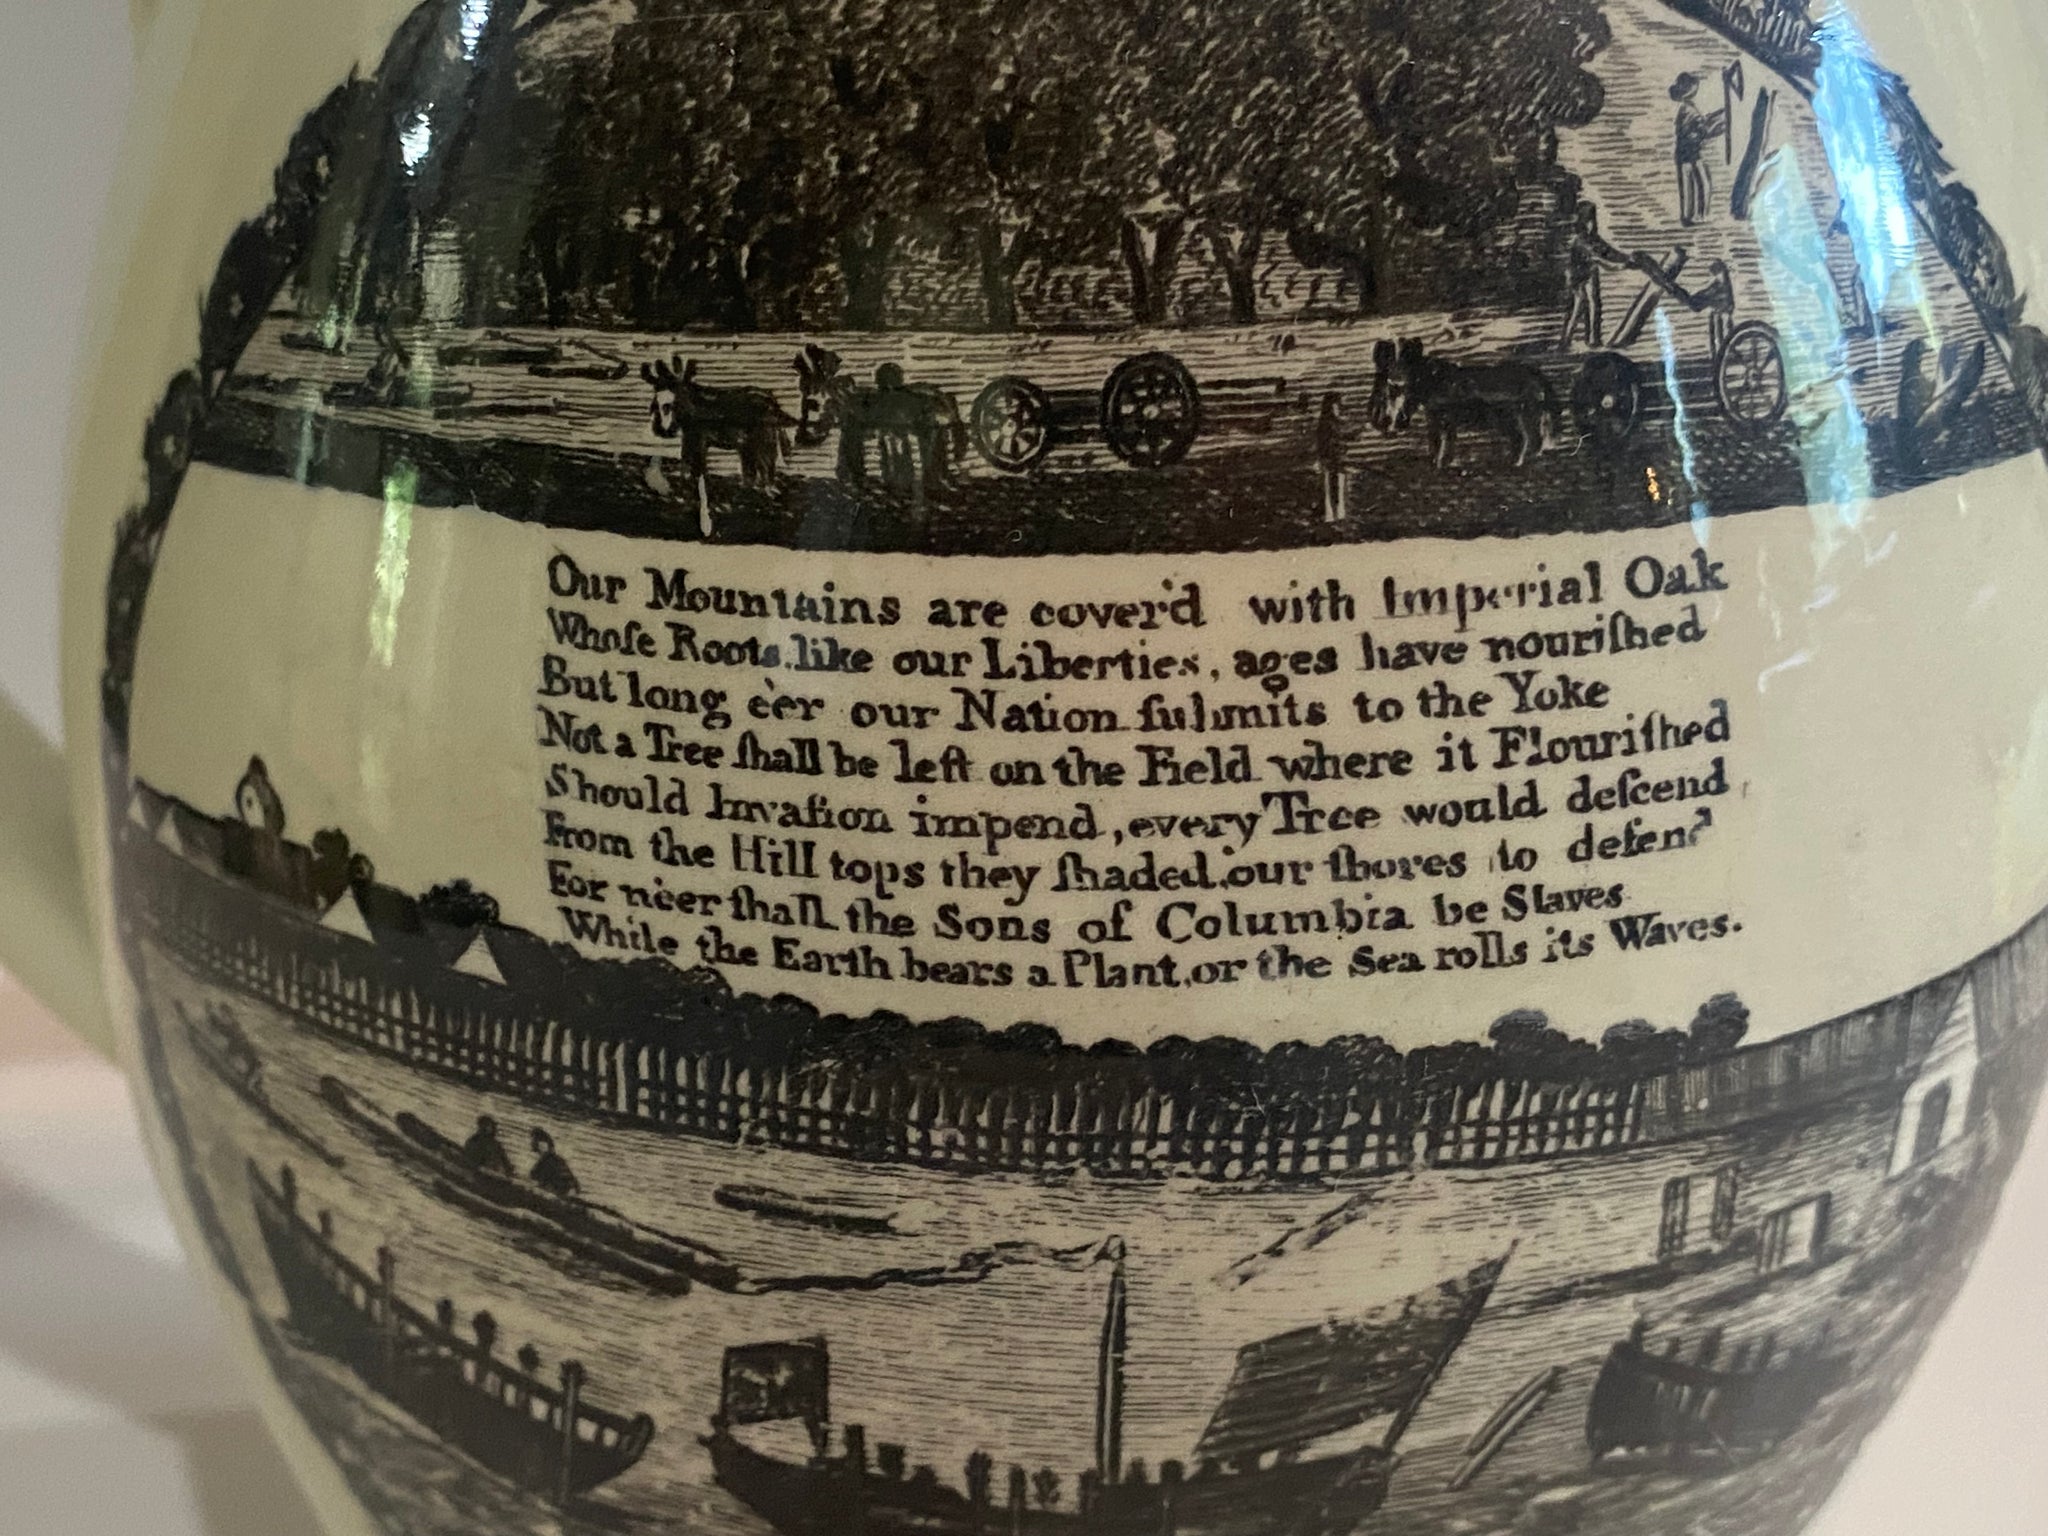 Our Mountains are cover'd with Imperial Oak
Whoſe Roots, like our Liberties, ages have nouriſhed
But long e'er our Nation ſubmits to the Yoke
Not a Tree ſhall be left on the Field where it Flouriſhed
Should Invaſion impend, every Tree would deſcend
From the Hill tops they ſhaded, our ſhores to defend
For ne'er ſhall the Sons of Columbia be Slaves
While the Earth bears a Plant, or the Sea rolls its Waves.